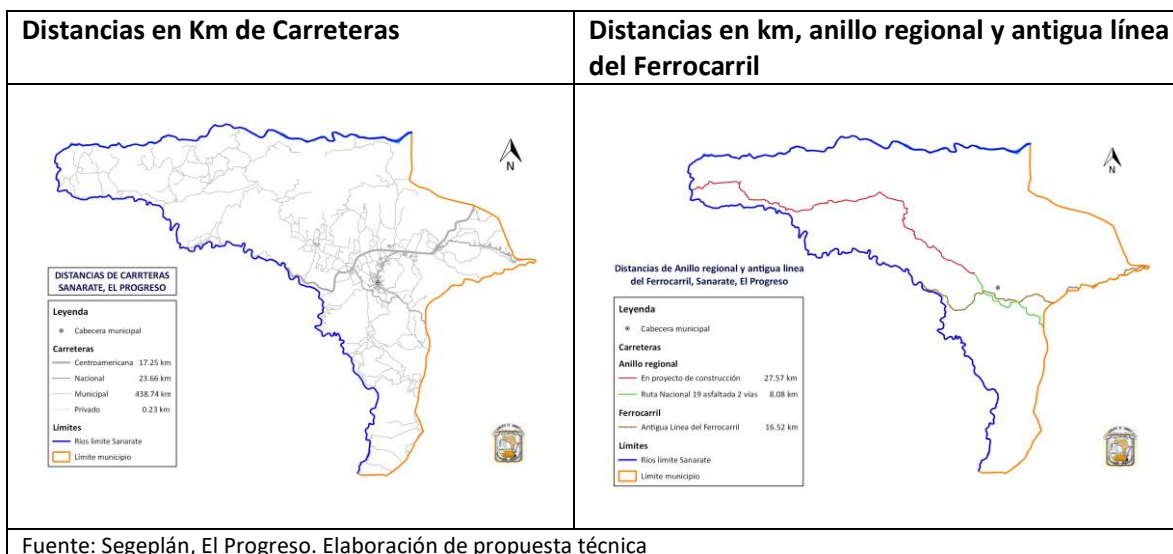 Distancias en Km de Carreteras
Distancias en km, anillo regional y antigua línea
del Ferrocarril
N
DISTANCIAS DE CARRTERAS
SANARATE, EL PROGRESO
Leyenda
Cabecera municipal
Carreteras
Centroamericana 17.25 km
Nacional 23.66 km
Municipal 438.74 km
Privado 0.23 km
Límites
Ríos límite Sanarate
Límite municipio
N
Distancias de Anillo regional y antigua linea
del Ferrocarril, Sanarate, El Progreso
Leyenda
Cabecera municipal
Carreteras
Anillo regional
En proyecto de construcción 27.57 km
Ruta Nacional 19 asfaltada 2 vías 8.08 km
Ferrocarril
Antigua Línea del Ferrocarril 16.52 km
Límites
Ríos límite Sanarate
Límite municipio
Fuente: Segeplán, El Progreso. Elaboración de propuesta técnica